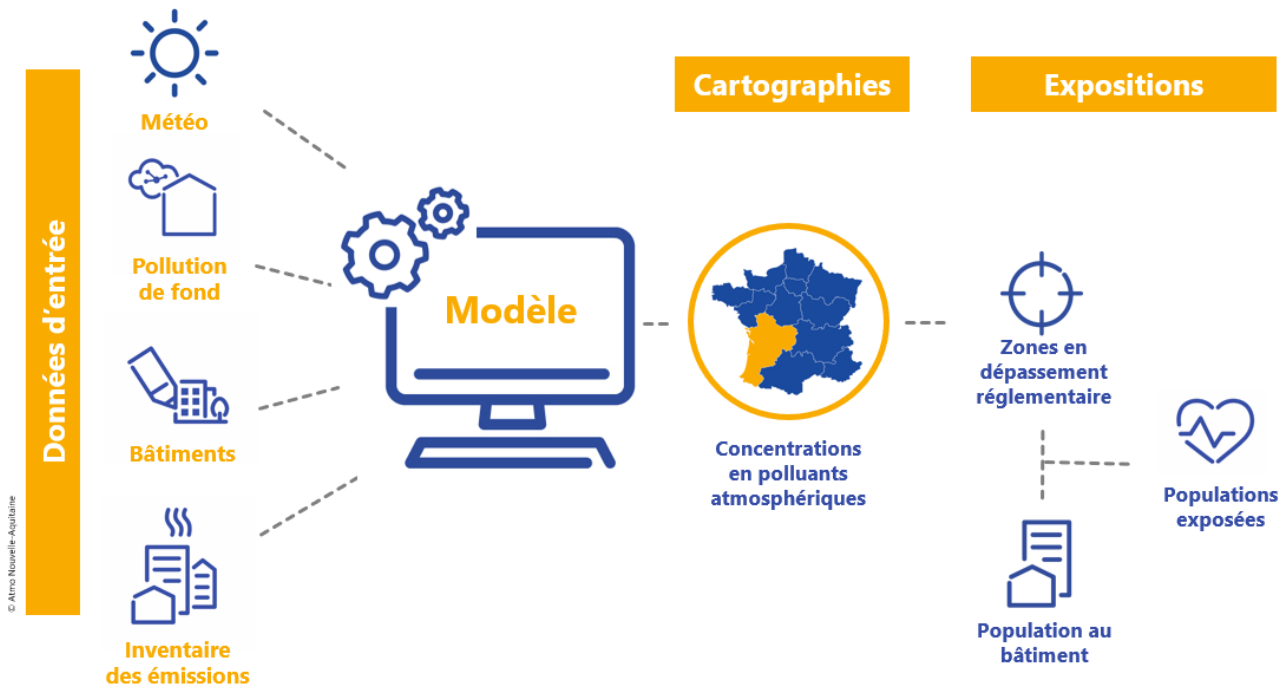 Données d'entrée
Météo
Pollution
de fond
Bâtiments
Inventaire
des émissions
© Atmo Nouvelle-Aquitaine
Modèle
Cartographies
Concentrations
en polluants
atmosphériques
Expositions
Zones en
dépassement
réglementaire
Populations
exposées
Population au
bâtiment